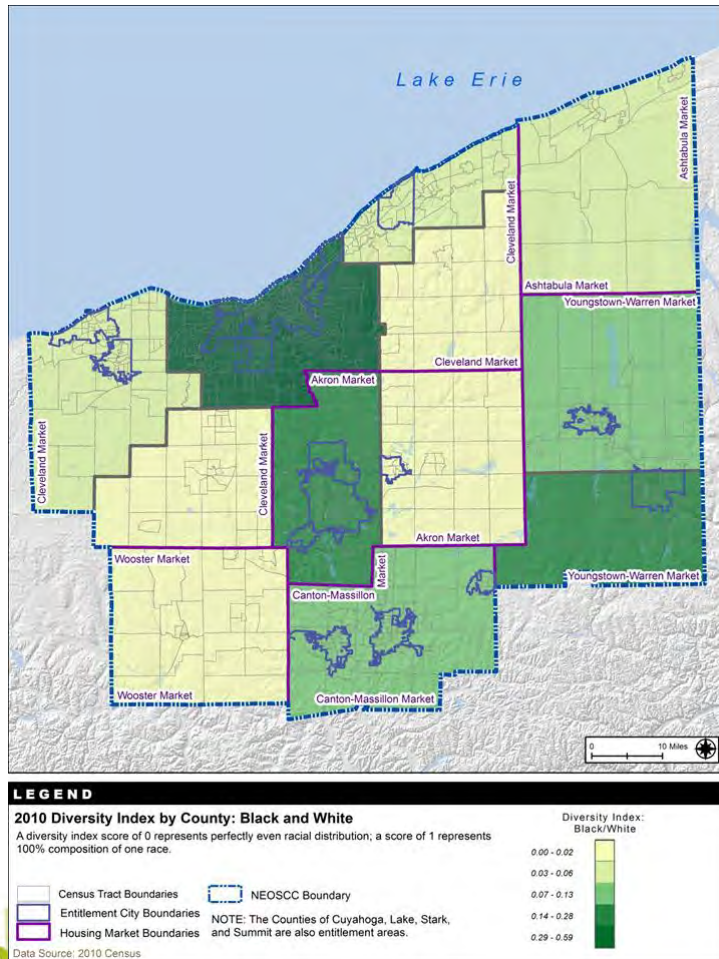 Lake Erie
Ashtabula Market
Cleveland Market
Ashtabula Market
Youngstown-Warren Market
Cleveland Market
Akron Market
Cleveland Market
Cleveland Market
Akron Market
Wooster Market
Market
Canton-Massillon
Youngstown-Warren Market
Wooster Market
Canton-Massillon Market
0 10 Miles
LEGEND
2010 Diversity Index by County: Black and White
A diversity index score of 0 represents perfectly even racial distribution; a score of 1 represents
100% composition of one race.
Diversity Index:
Black/White
0.00 - 0.02
0.03 - 0.06
0.07 - 0.13
0.14 - 0.28
0.29 - 0.59
Census Tract Boundaries
Entitlement City Boundaries
Housing Market Boundaries
NEOSCC Boundary
NOTE: The Counties of Cuyahoga, Lake, Stark,
and Summit are also entitlement areas.
Data Source: 2010 Census